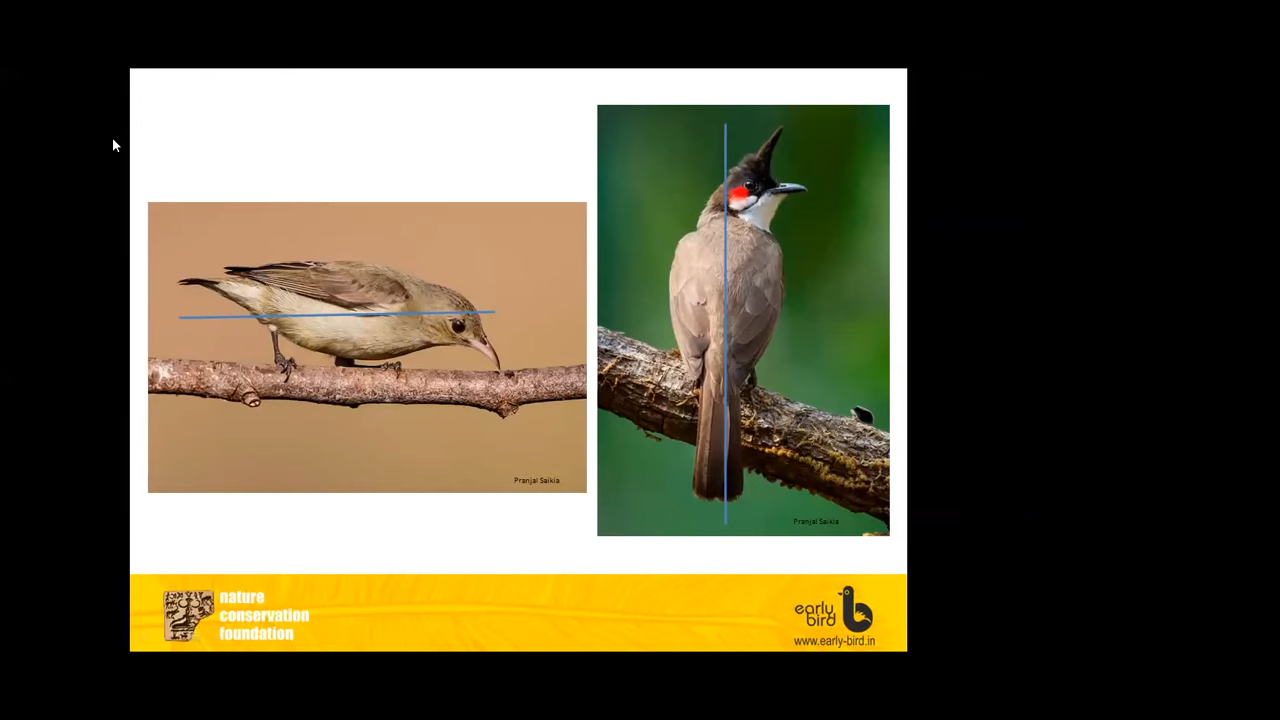 Pranjal Saikia
Pranjal Saikia
nature
conservation
foundation
early
bird
www.early-bird.in